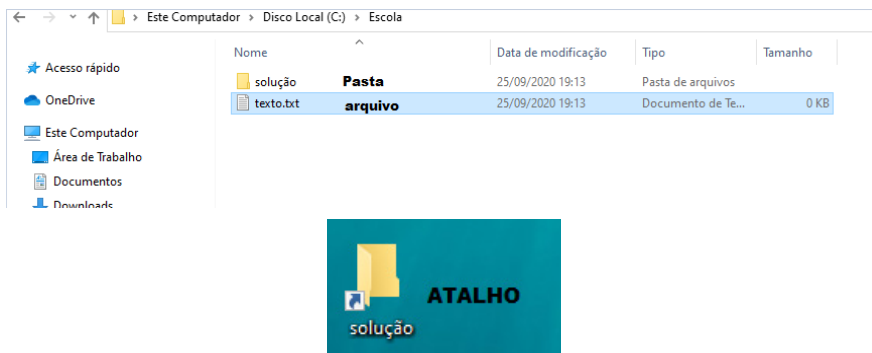 Este Computador > Disco Local (C:) > Escola
Nome Data de modificação Tipo Tamanho
Acesso rápido
solução Pasta 25/09/2020 19:13 Pasta de arquivos
OneDrive
texto.txt arquivo 25/09/2020 19:13 Documento de Te... 0 KB
Este Computador
Área de Trabalho
Documentos
Downloads
ATALHO
solução